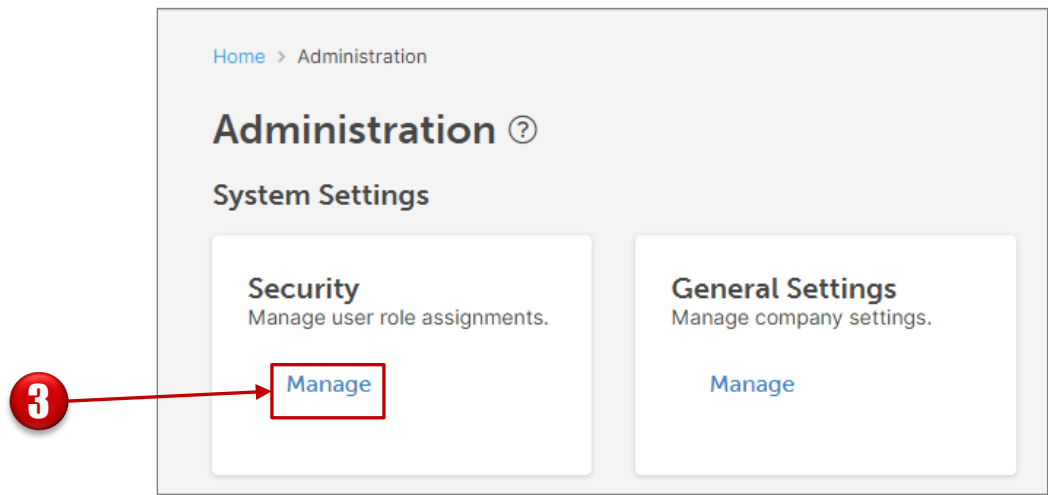 Home > Administration
Administration ?
System Settings
Security
Manage user role assignments.
Manage
General Settings
Manage company settings.
Manage
3